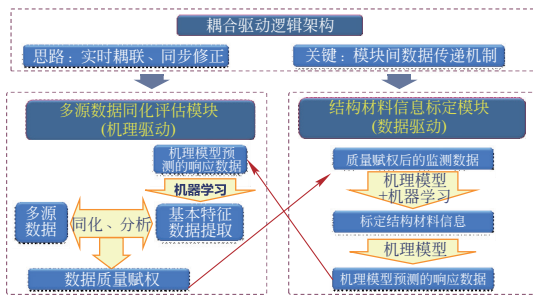 耦合驱动逻辑架构
思路：实时耦联、同步修正
关键：模块间数据传递机制
多源数据同化评估模块
(机理驱动)
机理模型预
测的响应数据
机器学习
多源
数据
同化、分析
基本特征
数据提取
数据质量赋权
结构材料信息标定模块
(数据驱动)
质量赋权后的监测数据
机理模型
+机器学习
标定结构材料信息
机理模型
机理模型预测的响应数据